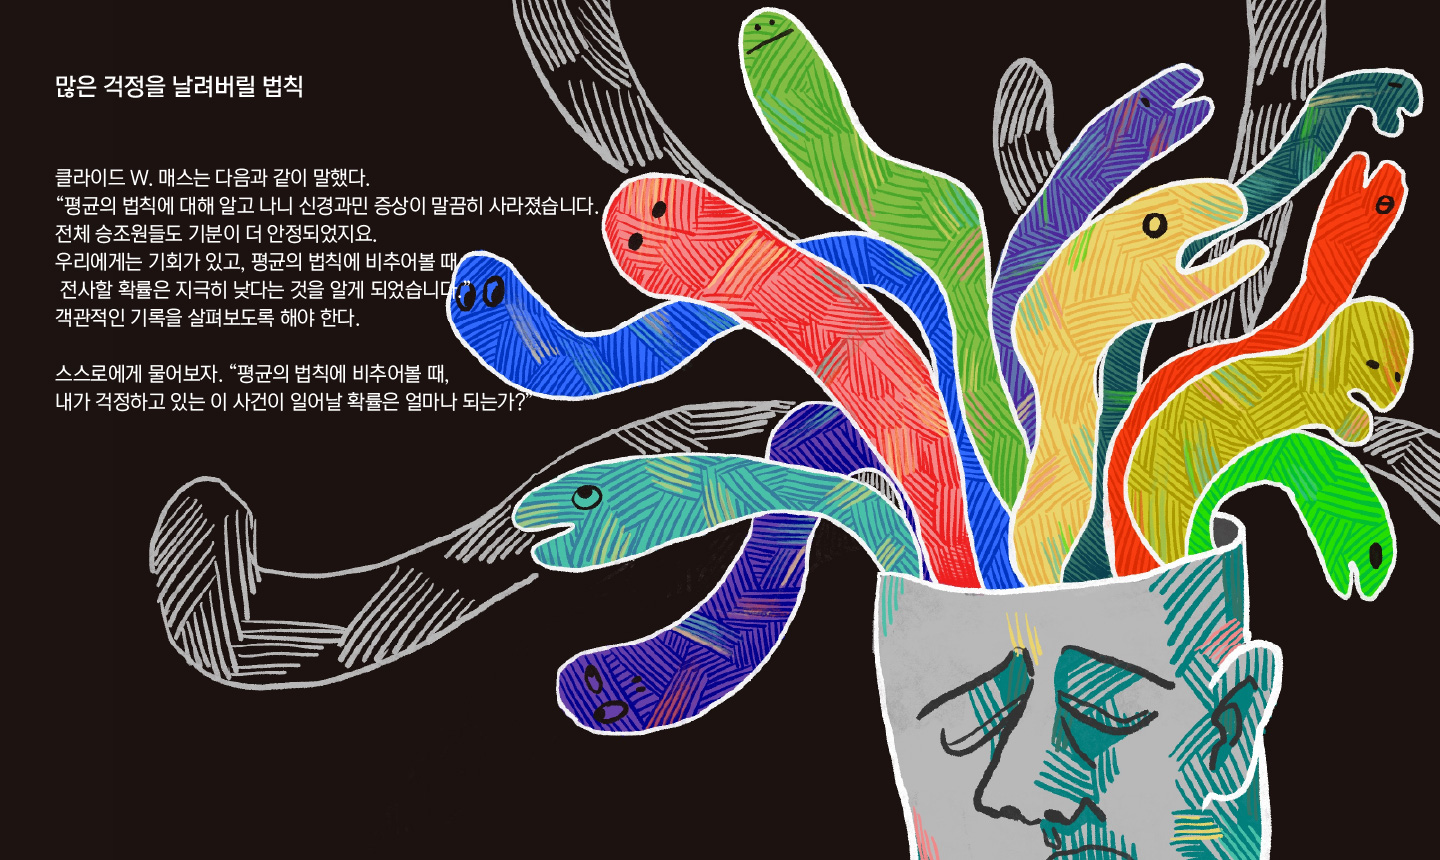 많은 걱정을 날려버릴 법칙
클라이드 W. 매스는 다음과 같이 말했다.
“평균의 법칙에 대해 알고 나니 신경과민 증상이 말끔히 사라졌습니다.
전체 승조원들도 기분이 더 안정되었지요.
우리에게는 기회가 있고, 평균의 법칙에 비추어볼 때
전사할 확률은 지극히 낮다는 것을 알게 되었습니다.”
객관적인 기록을 살펴보도록 해야 한다.
스스로에게 물어보자. “평균의 법칙에 비추어볼 때,
내가 걱정하고 있는 이 사건이 일어날 확률은 얼마나 되는가?”